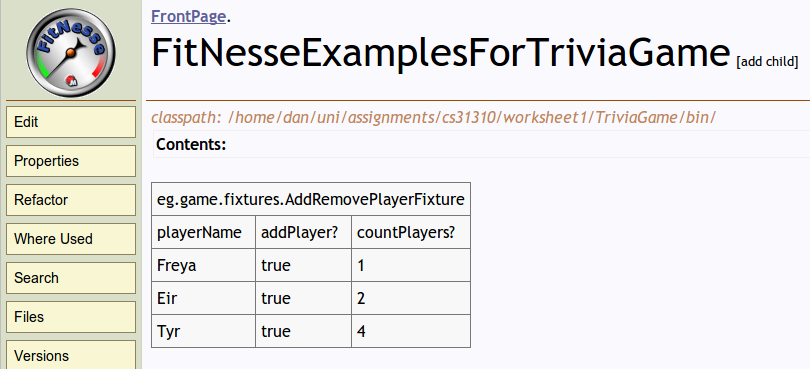 FitNesse
FrontPage.
FitNesseExamplesForTriviaGame [add child]
classpath: /home/dan/uni/assignments/cs31310/worksheet1/TriviaGame/bin/
Contents:
Edit
Properties
Refactor
Where Used
Search
Files
Versions
eg.game.fixtures.AddRemovePlayerFixture
playerName addPlayer? countPlayers?
Freya true 1
Eir true 2
Tyr true 4